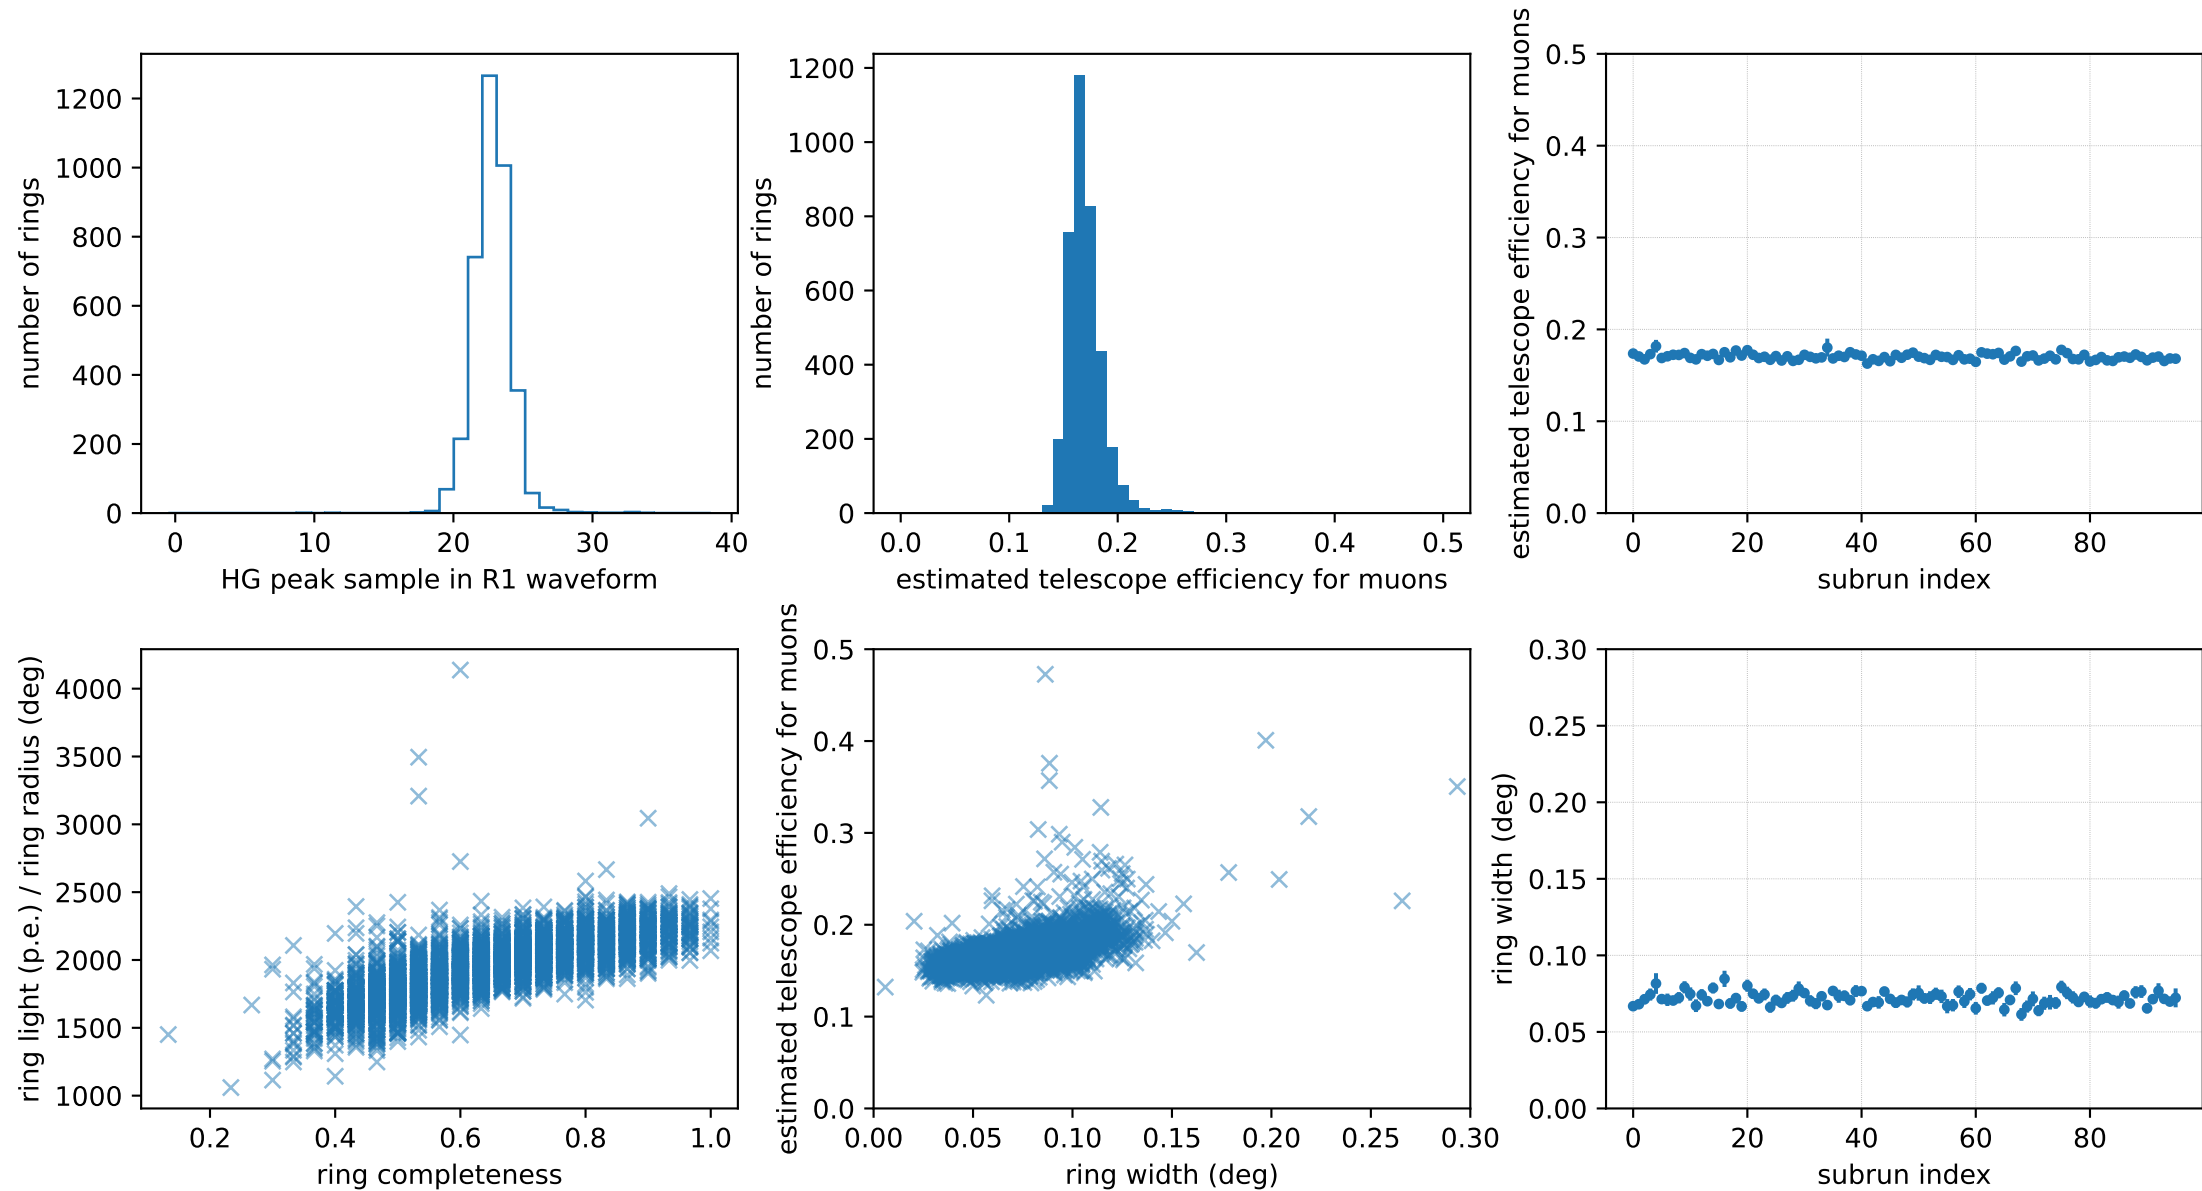 number of rings
1200
1000
800
600
400
200
0
0 10 20 30 40
HG peak sample in R1 waveform
number of rings
1200
1000
800
600
400
200
0
0.0 0.1 0.2 0.3 0.4 0.5
estimated telescope efficiency for muons
estimated telescope efficiency for muons
0.5
0.4
0.3
0.2
0.1
0.0
0 20 40 60 80
subrun index
ring light (p.e.) / ring radius (deg)
4000
3500
3000
2500
2000
1500
1000
0.2 0.4 0.6 0.8 1.0
ring completeness
estimated telescope efficiency for muons
0.5
0.4
0.3
0.2
0.1
0.0
0.00 0.05 0.10 0.15 0.20 0.25 0.30
ring width (deg)
ring width (deg)
0.30
0.25
0.20
0.15
0.10
0.05
0.00
0 20 40 60 80
subrun index